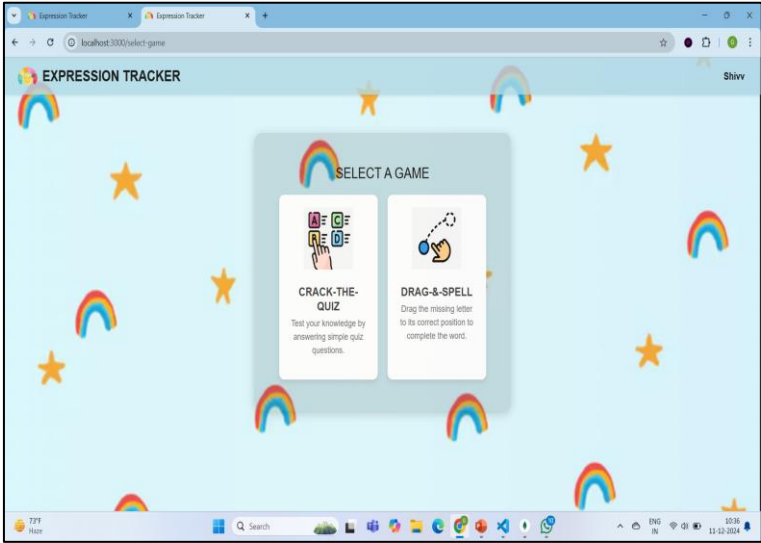 Expression Tracker
Expression Tracker
localhost:3000/select-game
EXPRESSION TRACKER
Shivv
SELECT A GAME
A
C
B
D
CRACK-THE-
QUIZ
Test your knowledge by
answering simple quiz
questions.
DRAG-&-SPELL
Drag the missing letter
to its correct position to
complete the word.
73°F
Haze
Search
ENG
IN
10:36
11-12-2024